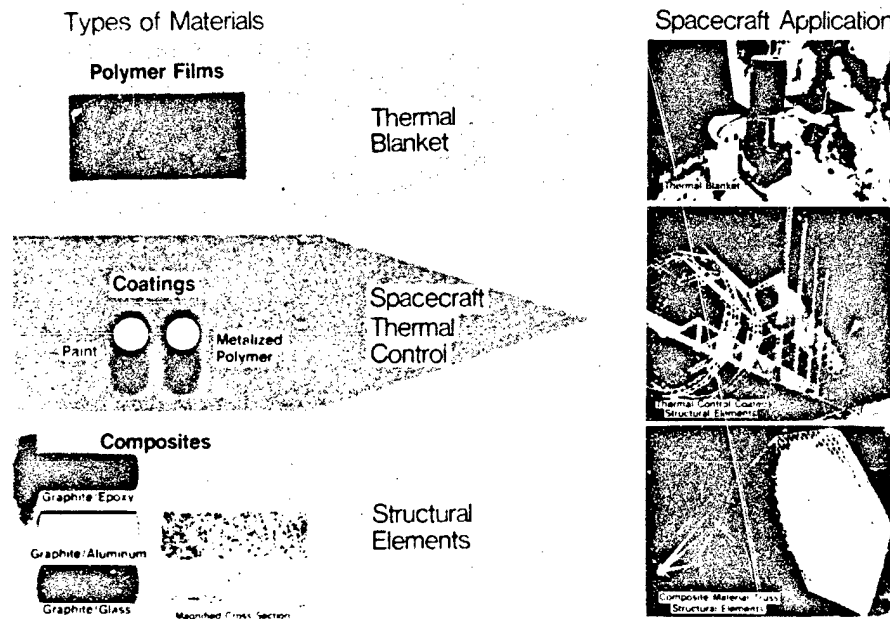 Types of Materials
Spacecraft Application
Polymer Films
Thermal
Blanket
Thermal Blanket
Coatings
Paint
Metalized
Polymer
Spacecraft
Thermal
Control
Thermal Control
Structural Elements
Composites
Graphite/Epoxy
Graphite/Aluminum
Graphite/Glass
Magnified Cross Section
Structural
Elements
Composite Material Truss
Structural Elements